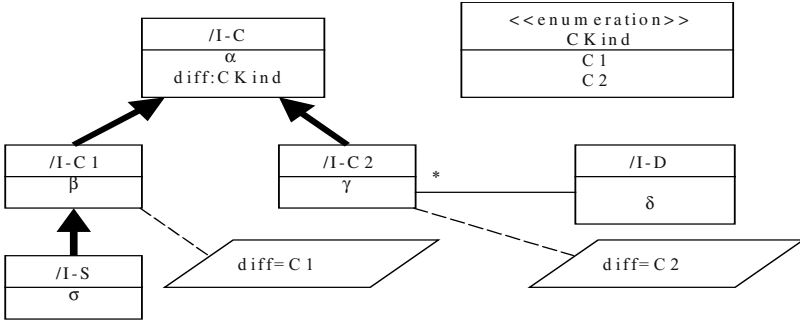 /I-C
α
diff:CKind
<<enumeration>>
CKind
C1
C2
/I-C1
β
/I-C2
γ
*
/I-D
δ
/I-S
σ
diff=C1
diff=C2